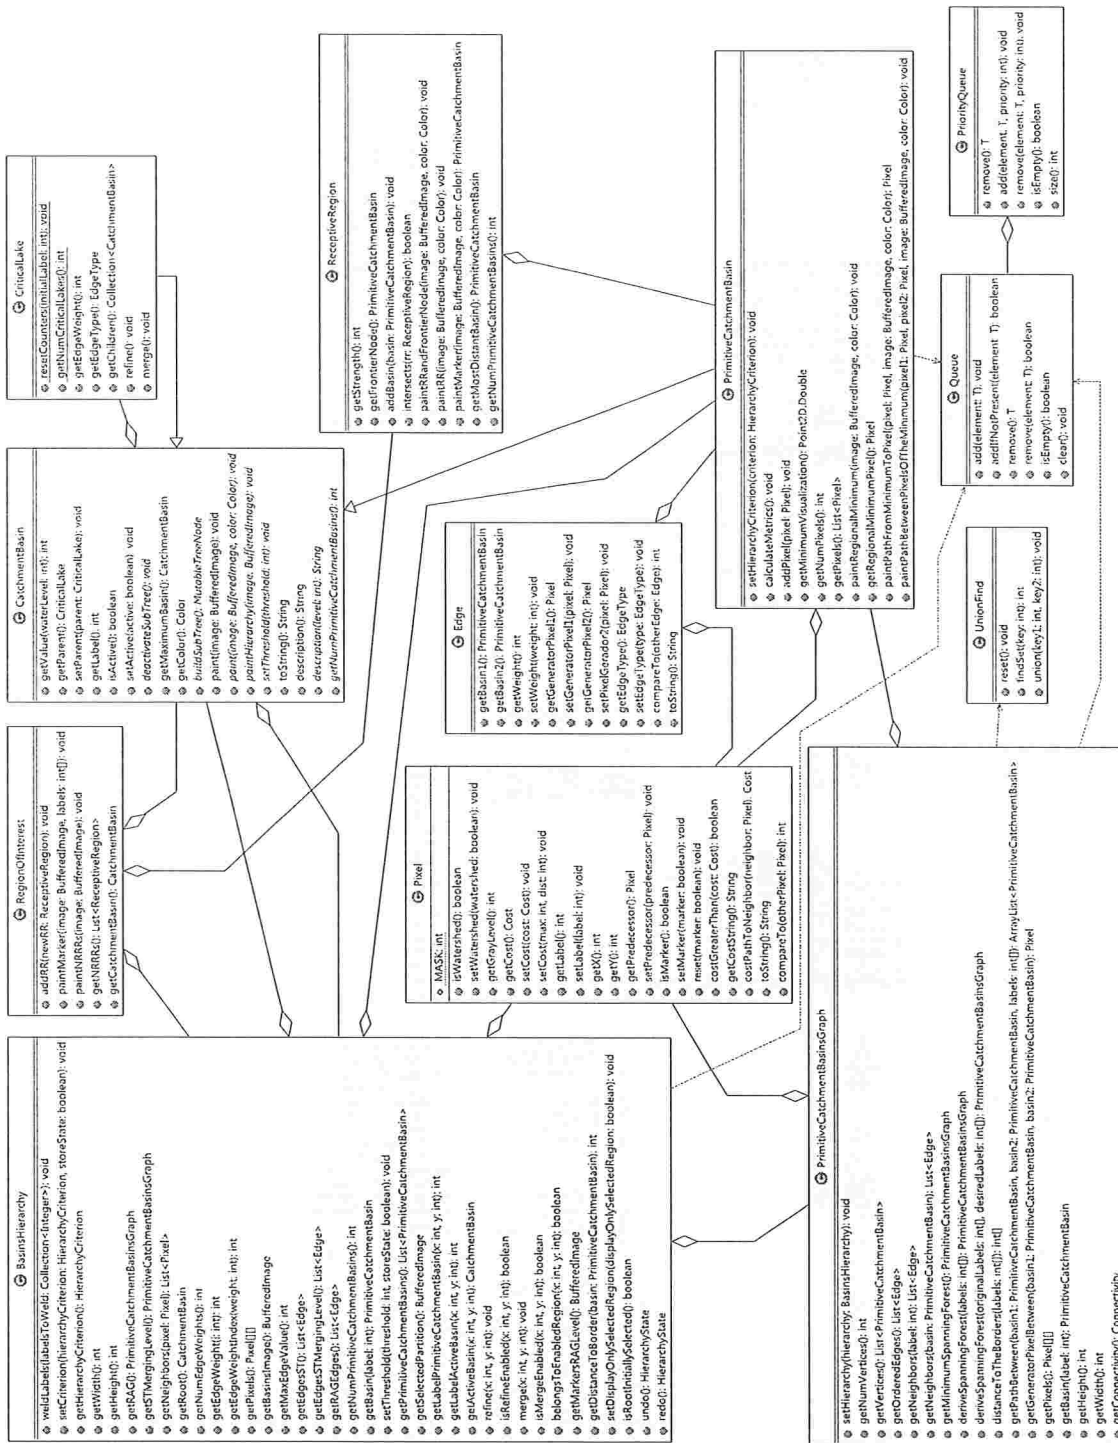 BasinsHierarchy
weldLabels(labelsToWeld: Collection<Integer>): void
setCriterion(hierarchyCriterion: HierarchyCriterion, storeState: boolean): void
getHierarchyCriterion(): HierarchyCriterion
getWidth(): int
getHeight(): int
getRAG(): PrimitiveCatchmentBasinsGraph
getSTMergingLevel(): PrimitiveCatchmentBasinsGraph
getNeighbors(pixel: Pixel): List<Pixel>
getRoot(): CatchmentBasin
getNumEdgeWeights(): int
getEdgeWeight(i: int): int
getEdgeWeightIndex(weight: int): int
getPixels(): Pixel[][]
getBasinsImage(): BufferedImage
getMaxEdgeValue(): int
getEdgesST(): List<Edge>
getEdgesSTMergingLevel(): List<Edge>
getRAGEdges(): List<Edge>
getNumPrimitiveCatchmentBasins(): int
getBasin(label: int): PrimitiveCatchmentBasin
setThreshold(threshold: int, storeState: boolean): void
getPrimitiveCatchmentBasins(): List<PrimitiveCatchmentBasin>
getSelectedPartition(): BufferedImage
getLabelPrimitiveCatchmentBasin(x: int, y: int): int
getLabelActiveBasin(x: int, y: int): int
getActiveBasin(x: int, y: int): CatchmentBasin
refine(x: int, y: int): void
isRefineEnabled(x: int, y: int): boolean
merge(x: int, y: int): void
isMergeEnabled(x: int, y: int): boolean
belongsToEnabledRegion(x: int, y: int): boolean
getMarkersRAGLevel(): BufferedImage
getDistanceToBorder(basin: PrimitiveCatchmentBasin): int
setDisplayOnlySelectedRegion(displayOnlySelectedRegion: boolean): void
isRootInitiallySelected(): boolean
undo(): HierarchyState
redo(): HierarchyState
RegionOfInterest
addRR(newRR: ReceptiveRegion): void
paintMarker(image: BufferedImage, labels: int[]): void
paintNRRs(image: BufferedImage): void
getNRRs(): List<ReceptiveRegion>
getCatchmentBasin(): CatchmentBasin
CatchmentBasin
getValue(waterLevel: int): int
getParent(): CriticalLake
setParent(parent: CriticalLake): void
getLabel(): int
isActive(): boolean
setActive(active: boolean): void
deactivateSubTree(): void
getMaximumBasin(): CatchmentBasin
getColor(): Color
buildSubTree(): MutableTreeNode
paint(image: BufferedImage): void
paint(image: BufferedImage, color: Color): void
paintHierarchy(image: BufferedImage): void
setThreshold(threshold: int): void
toString(): String
description(): String
description(level: int): String
getNumPrimitiveCatchmentBasins(): int
CriticalLake
resetCounters(initialLabel: int): void
getNumCriticalLakes(): int
getEdgeWeight(): int
getEdgeType(): EdgeType
getChildren(): Collection<CatchmentBasin>
refine(): void
merge(): void
Pixel
MASK: int
isWatershed(): boolean
setWatershed(watershed: boolean): void
getGrayLevel(): int
getCost(): Cost
setCost(cost: Cost): void
setCost(max: int, dist: int): void
getLabel(): int
setLabel(label: int): void
getX(): int
getY(): int
getPredecessor(): Pixel
setPredecessor(predecessor: Pixel): void
isMarker(): boolean
setMarker(marker: boolean): void
reset(marker: boolean): void
costGreaterThan(cost: Cost): boolean
getCostString(): String
costPathToNeighbor(neighbor: Pixel): Cost
toString(): String
compareTo(otherPixel: Pixel): int
Edge
getBasin1(): PrimitiveCatchmentBasin
getBasin2(): PrimitiveCatchmentBasin
getWeight(): int
setWeight(weight: int): void
getGeneratorPixel1(): Pixel
setGeneratorPixel1(pixel: Pixel): void
getGeneratorPixel2(): Pixel
setPixelGerador2(pixel: Pixel): void
getEdgeType(): EdgeType
setEdgeType(type: EdgeType): void
compareTo(otherEdge: Edge): int
toString(): String
ReceptiveRegion
getStrength(): int
getFrontierNode(): PrimitiveCatchmentBasin
addBasin(basin: PrimitiveCatchmentBasin): void
intersects(rr: ReceptiveRegion): boolean
paintRRandFrontierNode(image: BufferedImage, color: Color): void
paintRR(image: BufferedImage, color: Color): void
paintMarker(image: BufferedImage, color: Color): PrimitiveCatchmentBasin
getMostDistantBasin(): PrimitiveCatchmentBasin
getNumPrimitiveCatchmentBasins(): int
PrimitiveCatchmentBasinsGraph
setHierarchy(hierarchy: BasinsHierarchy): void
getNumVertices(): int
getVertices(): List<PrimitiveCatchmentBasin>
getOrderedEdges(): List<Edge>
getNeighbors(label: int): List<Edge>
getNeighbors(basin: PrimitiveCatchmentBasin): List<Edge>
getMinimumSpanningForest(): PrimitiveCatchmentBasinsGraph
deriveSpanningForest(labels: int[]): PrimitiveCatchmentBasinsGraph
deriveSpanningForest(originalLabels: int[], desiredLabels: int[]): PrimitiveCatchmentBasinsGraph
distanceToTheBorders(labels: int[]): int[]
getPathBetween(basin1: PrimitiveCatchmentBasin, basin2: PrimitiveCatchmentBasin, labels: int[]): ArrayList<PrimitiveCatchmentBasin>
getGeneratorPixelBetween(basin1: PrimitiveCatchmentBasin, basin2: PrimitiveCatchmentBasin): Pixel
getPixels(): Pixel[][]
getBasin(label: int): PrimitiveCatchmentBasin
getHeight(): int
getWidth(): int
getConnectivity(): Connectivity
UnionFind
reset(): void
findSet(key: int): int
union(key1: int, key2: int): void
PrimitiveCatchmentBasin
setHierarchyCriterion(criterion: HierarchyCriterion): void
calculateMetrics(): void
addPixel(pixel: Pixel): void
getMinimumVisualization(): Point2D.Double
getNumPixels(): int
getPixels(): List<Pixel>
paintRegionalMinimum(image: BufferedImage, color: Color): void
getRegionalMinimumPixel(): Pixel
paintPathFromMinimumToPixel(pixel: Pixel, image: BufferedImage, color: Color): Pixel
paintPathBetweenPixelsOfTheMinimum(pixel1: Pixel, pixel2: Pixel, image: BufferedImage, color: Color): void
Queue
add(element: T): void
addIfNotPresent(element: T): boolean
remove(): T
remove(element: T): boolean
isEmpty(): boolean
clear(): void
PriorityQueue
remove(): T
add(element: T, priority: int): void
remove(element: T, priority: int): void
isEmpty(): boolean
size(): int